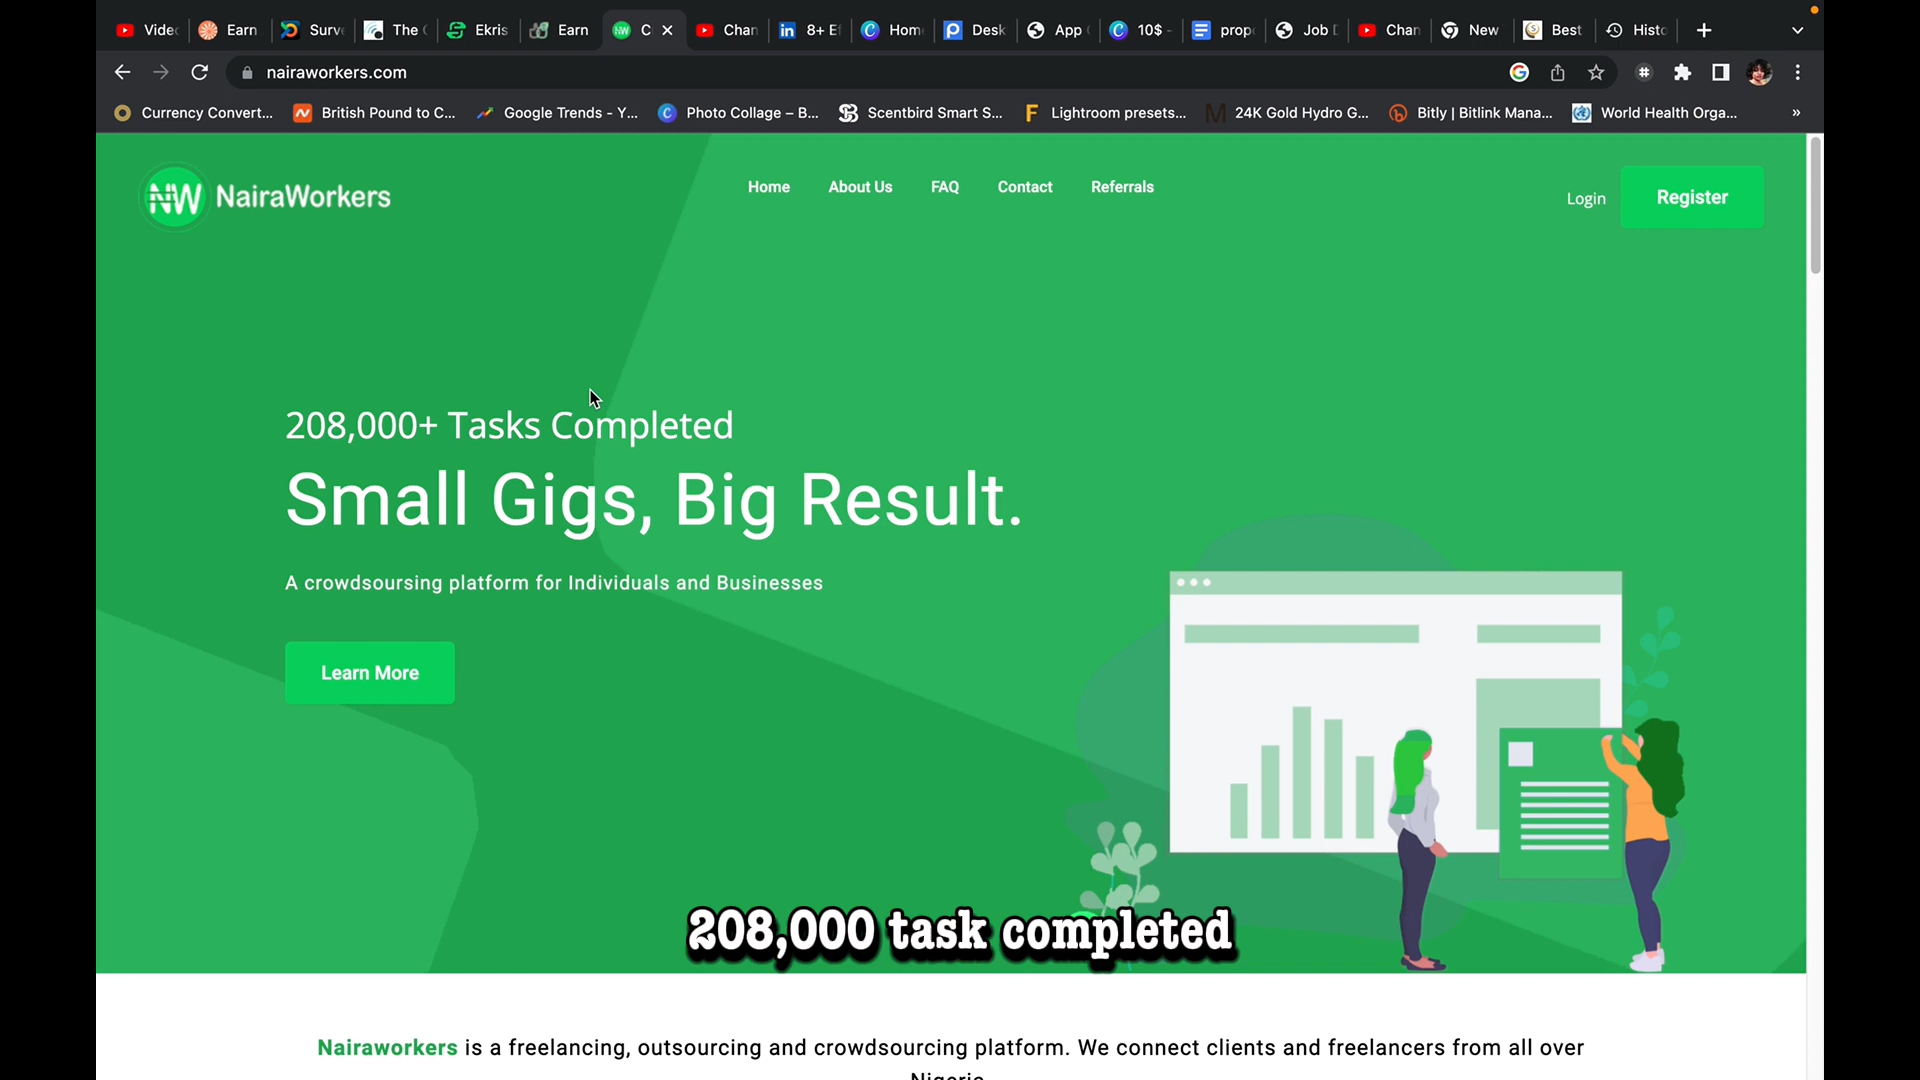 Vide
Earn
Surv
The
Ekris
Earn
C
Chan
8+ E
Hom
Desk
App
10$ -
prop
Job D
Chan
New
Best
Histo
nairaworkers.com
Currency Convert...
British Pound to C...
Google Trends - Y...
Photo Collage – B...
Scentbird Smart S...
Lightroom presets...
24K Gold Hydro G...
Bitly | Bitlink Mana...
World Health Orga...
»
NW NairaWorkers
Home
About Us
FAQ
Contact
Referrals
Login
Register
208,000+ Tasks Completed
Small Gigs, Big Result.
A crowdsoursing platform for Individuals and Businesses
Learn More
208,000 task completed
Nairaworkers is a freelancing, outsourcing and crowdsourcing platform. We connect clients and freelancers from all over
Nigeria